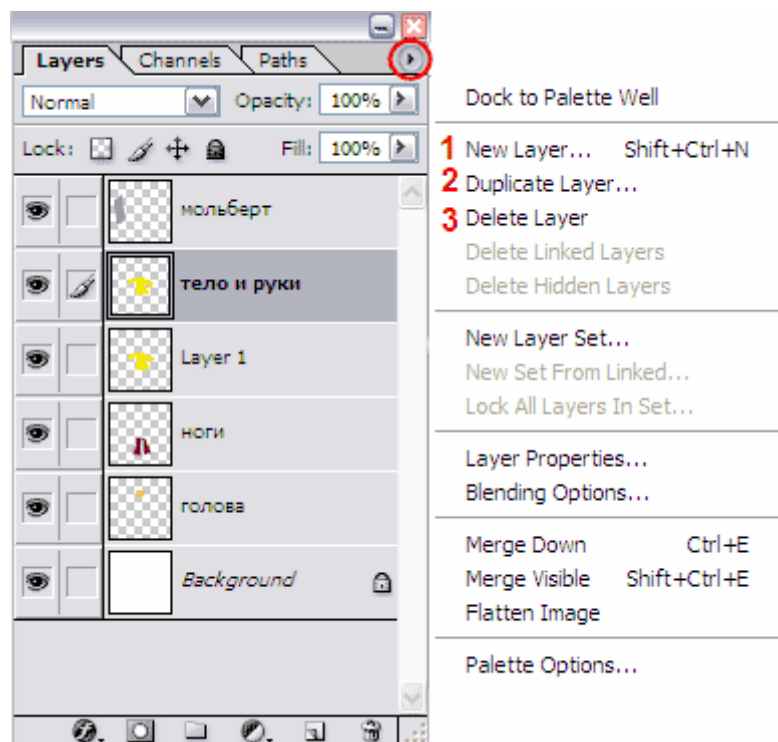 Layers Channels Paths
Normal Opacity: 100%
Lock: Fill: 100%
мольберт
тело и руки
Layer 1
ноги
голова
Background
Dock to Palette Well
1 New Layer... Shift+Ctrl+N
2 Duplicate Layer...
3 Delete Layer
Delete Linked Layers
Delete Hidden Layers
New Layer Set...
New Set From Linked...
Lock All Layers In Set...
Layer Properties...
Blending Options...
Merge Down Ctrl+E
Merge Visible Shift+Ctrl+E
Flatten Image
Palette Options...